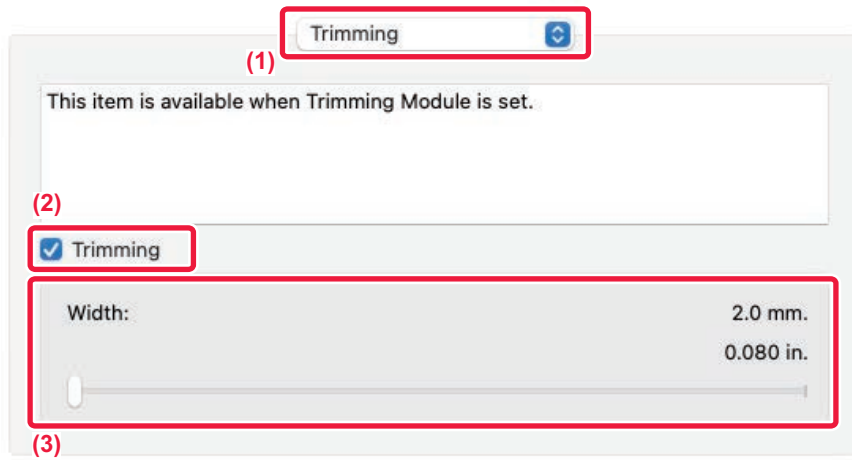 Trimming
(1)
This item is available when Trimming Module is set.
(2)
Trimming
Width: 2.0 mm.
0.080 in.
(3)